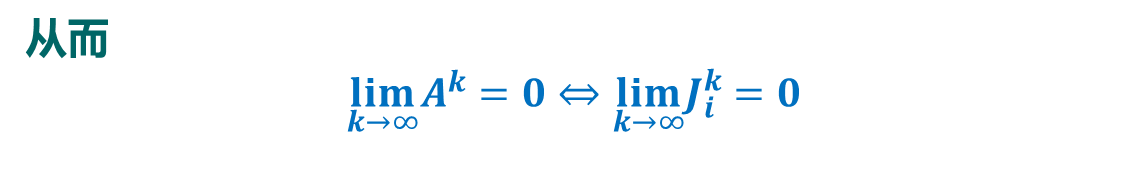 从而
lim_{k→∞} A^k = 0 ⇔ lim_{k→∞} J_i^k = 0